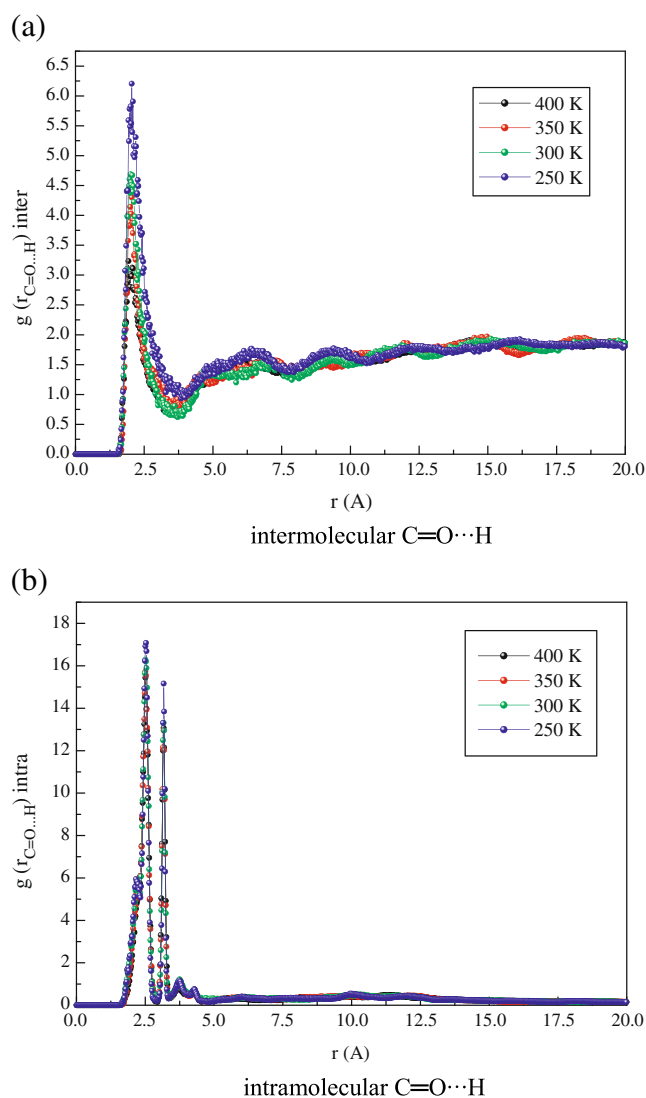 (a)
6.5
6.0
5.5
5.0
4.5
4.0
3.5
3.0
2.5
2.0
1.5
1.0
0.5
0.0
g (rC=O...H) inter
400 K
350 K
300 K
250 K
0.0 2.5 5.0 7.5 10.0 12.5 15.0 17.5 20.0
r (A)
intermolecular C=O···H
(b)
18
16
14
12
10
8
6
4
2
0
g (rC=O...H) intra
400 K
350 K
300 K
250 K
0.0 2.5 5.0 7.5 10.0 12.5 15.0 17.5 20.0
r (A)
intramolecular C=O···H